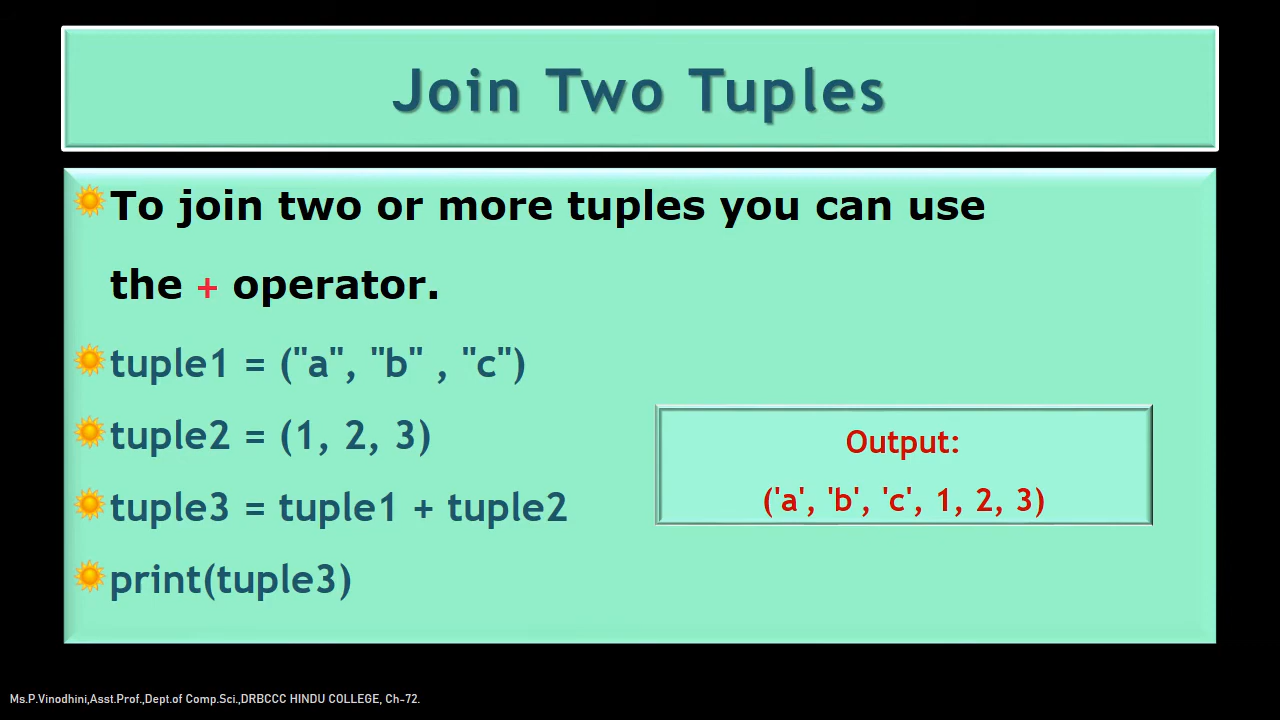 Join Two Tuples
To join two or more tuples you can use
the + operator.
tuple1 = ("a", "b" , "c")
tuple2 = (1, 2, 3)
tuple3 = tuple1 + tuple2
print(tuple3)
Output:
('a', 'b', 'c', 1, 2, 3)
Ms.P.Vinodhini,Asst.Prof.,Dept.of Comp.Sci.,DRBCCC HINDU COLLEGE, Ch-72.